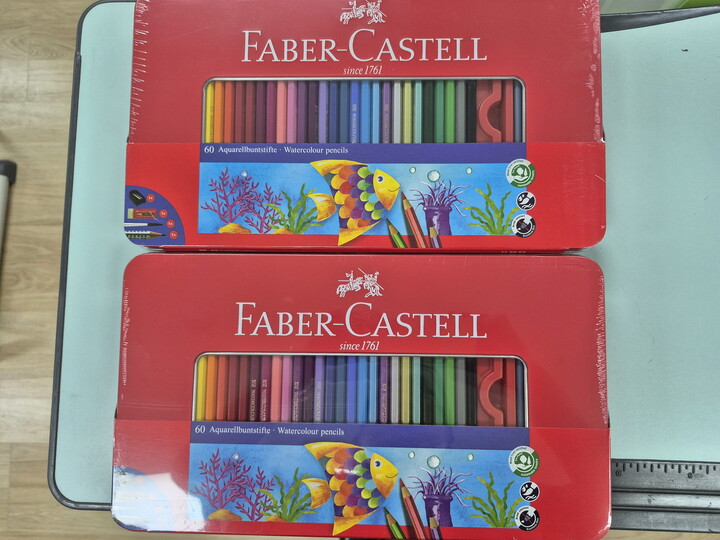 FABER-CASTELL
since 1761
60 Aquarellbuntstifte · Watercolour pencils
FABER-CASTELL
since 1761
60 Aquarellbuntstifte · Watercolour pencils